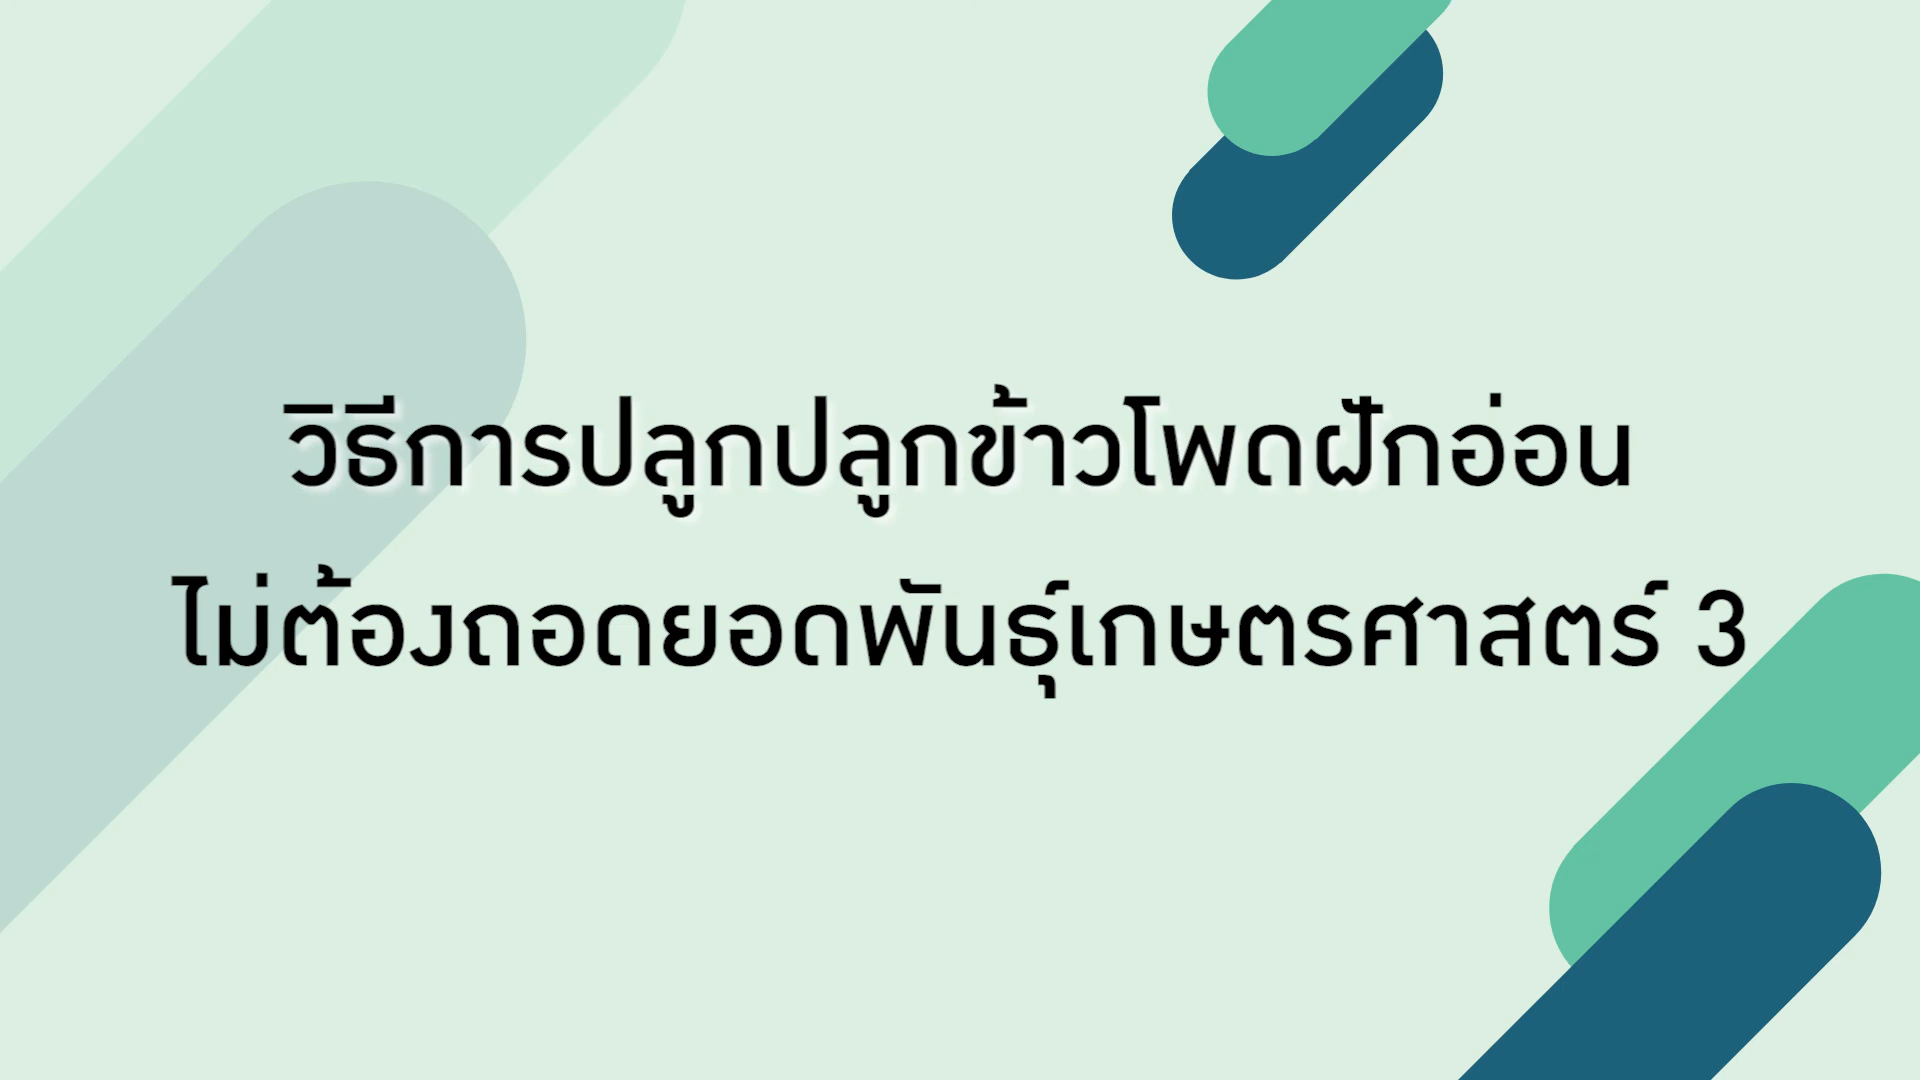 วิธีการปลูกปลูกข้าวโพดฝักอ่อน
ไม่ต้องถอดยอดพันธุ์เกษตรศาสตร์ 3